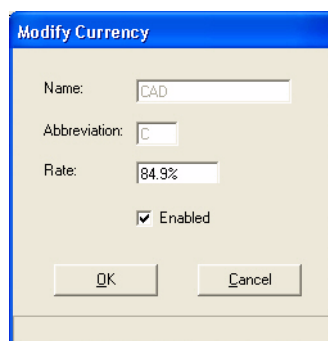 Modify Currency
Name: CAD
Abbreviation: C
Rate: 84.9%
Enabled
OK Cancel